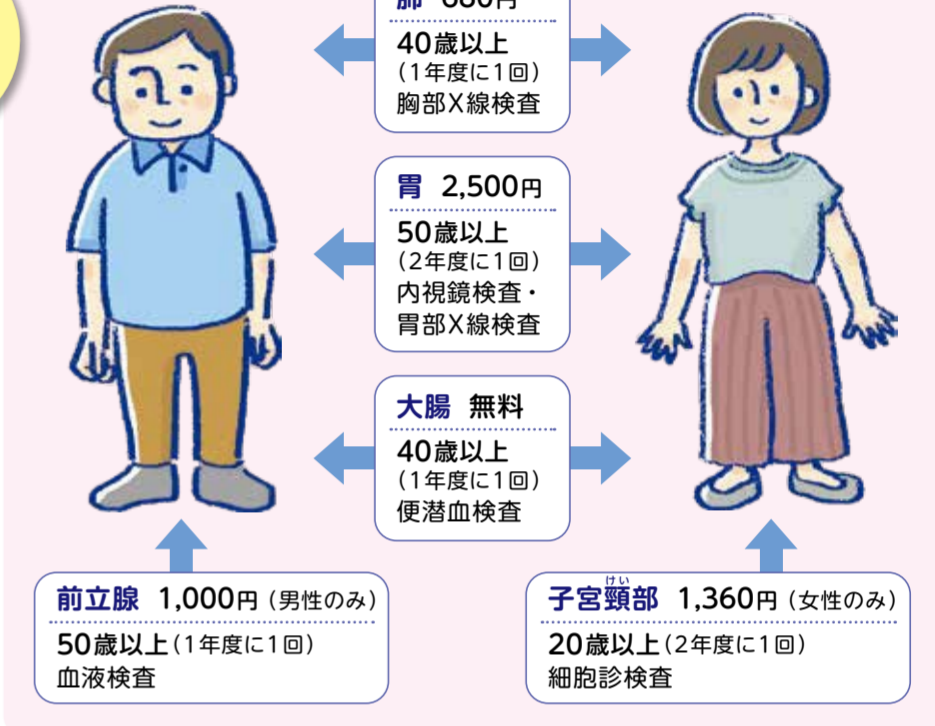 肺 680円
40歳以上
（1年度に1回）
胸部X線検査
胃 2,500円
50歳以上
（2年度に1回）
内視鏡検査・
胃部X線検査
大腸 無料
40歳以上
（1年度に1回）
便潜血検査
前立腺 1,000円（男性のみ）
50歳以上（1年度に1回）
血液検査
けい
子宮頸部 1,360円（女性のみ）
20歳以上（2年度に1回）
細胞診検査